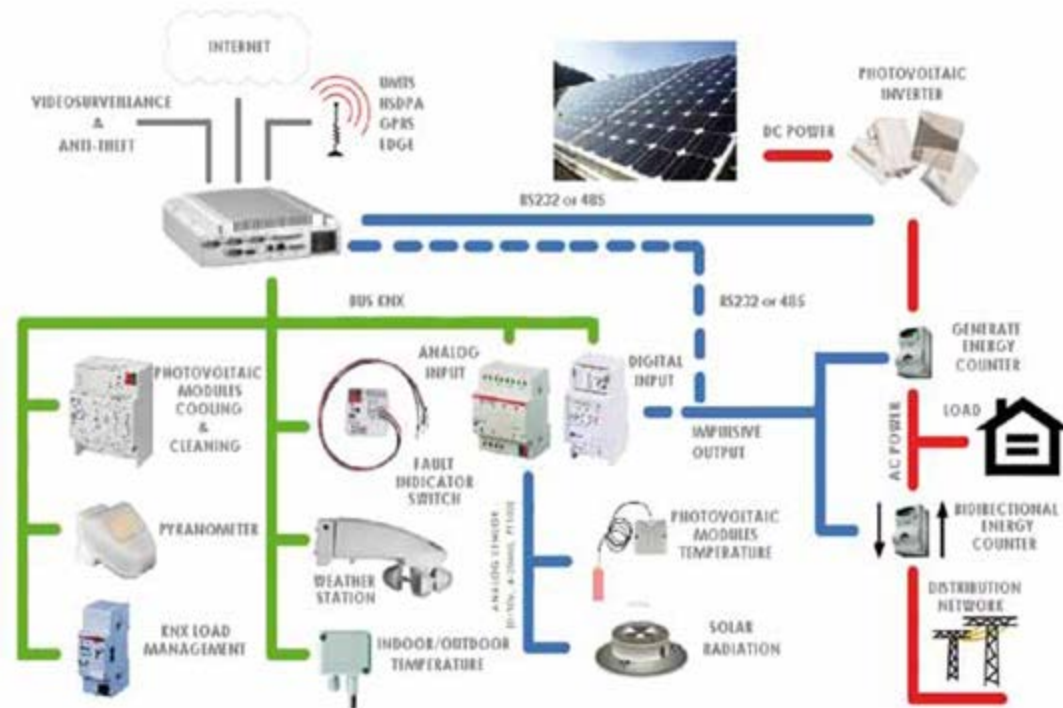 INTERNET
VIDEOSURVEILLANCE
&
ANTI-THEFT
UMTS
HSDPA
GPRS
EDGE
PHOTOVOLTAIC
INVERTER
DC POWER
RS232 or 485
BUS KNX
RS232 or 485
PHOTOVOLTAIC
MODULES
COOLING
&
CLEANING
ANALOG
INPUT
DIGITAL
INPUT
GENERATE
ENERGY
COUNTER
FAULT
INDICATOR
SWITCH
IMPULSIVE
OUTPUT
AC POWER
LOAD
PYRANOMETER
WEATHER
STATION
ANALOG SENSOR
PHOTOVOLTAIC
MODULES
TEMPERATURE
BIDIRECTIONAL
ENERGY
COUNTER
DISTRIBUTION
NETWORK
KNX LOAD
MANAGEMENT
INDOOR/OUTDOOR
TEMPERATURE
SOLAR
RADIATION